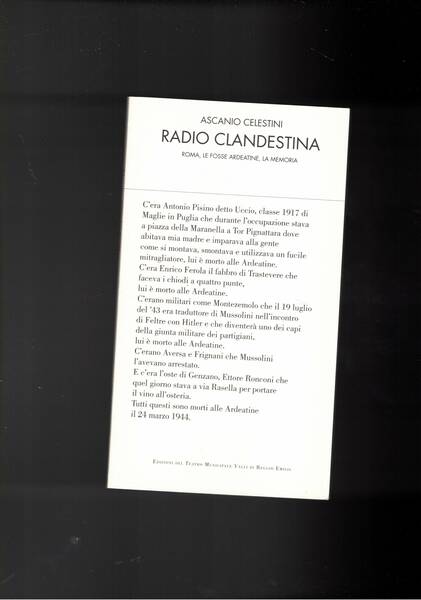 ASCANIO CELESTINI
RADIO CLANDESTINA
ROMA, LE FOSSE ARDEATINE, LA MEMORIA
C'era Antonio Pisino detto Uccio, classe 1917 di
Maglie in Puglia che durante l'occupazione stava
a piazza della Maranella a Tor Pignattara dove
abitava mia madre e imparava alla gente
come si montava, smontava e utilizzava un fucile
mitragliatore, lui è morto alle Ardeatine.
C'era Enrico Ferola il fabbro di Trastevere che
faceva i chiodi a quattro punte,
lui è morto alle Ardeatine.
C'erano militari come Montezemolo che il 19 luglio
del '43 era traduttore di Mussolini nell'incontro
di Feltre con Hitler e che diventerà uno dei capi
della giunta militare dei partigiani,
lui è morto alle Ardeatine.
C'erano Aversa e Frignani che Mussolini
l'avevano arrestato.
E c'era l'oste di Genzano, Ettore Ronconi che
quel giorno stava a via Rasella per portare
il vino all'osteria.
Tutti questi sono morti alle Ardeatine
il 24 marzo 1944.
EDIZIONI DEL TEATRO MUNICIPALE VALLI DI REGGIO EMILIA